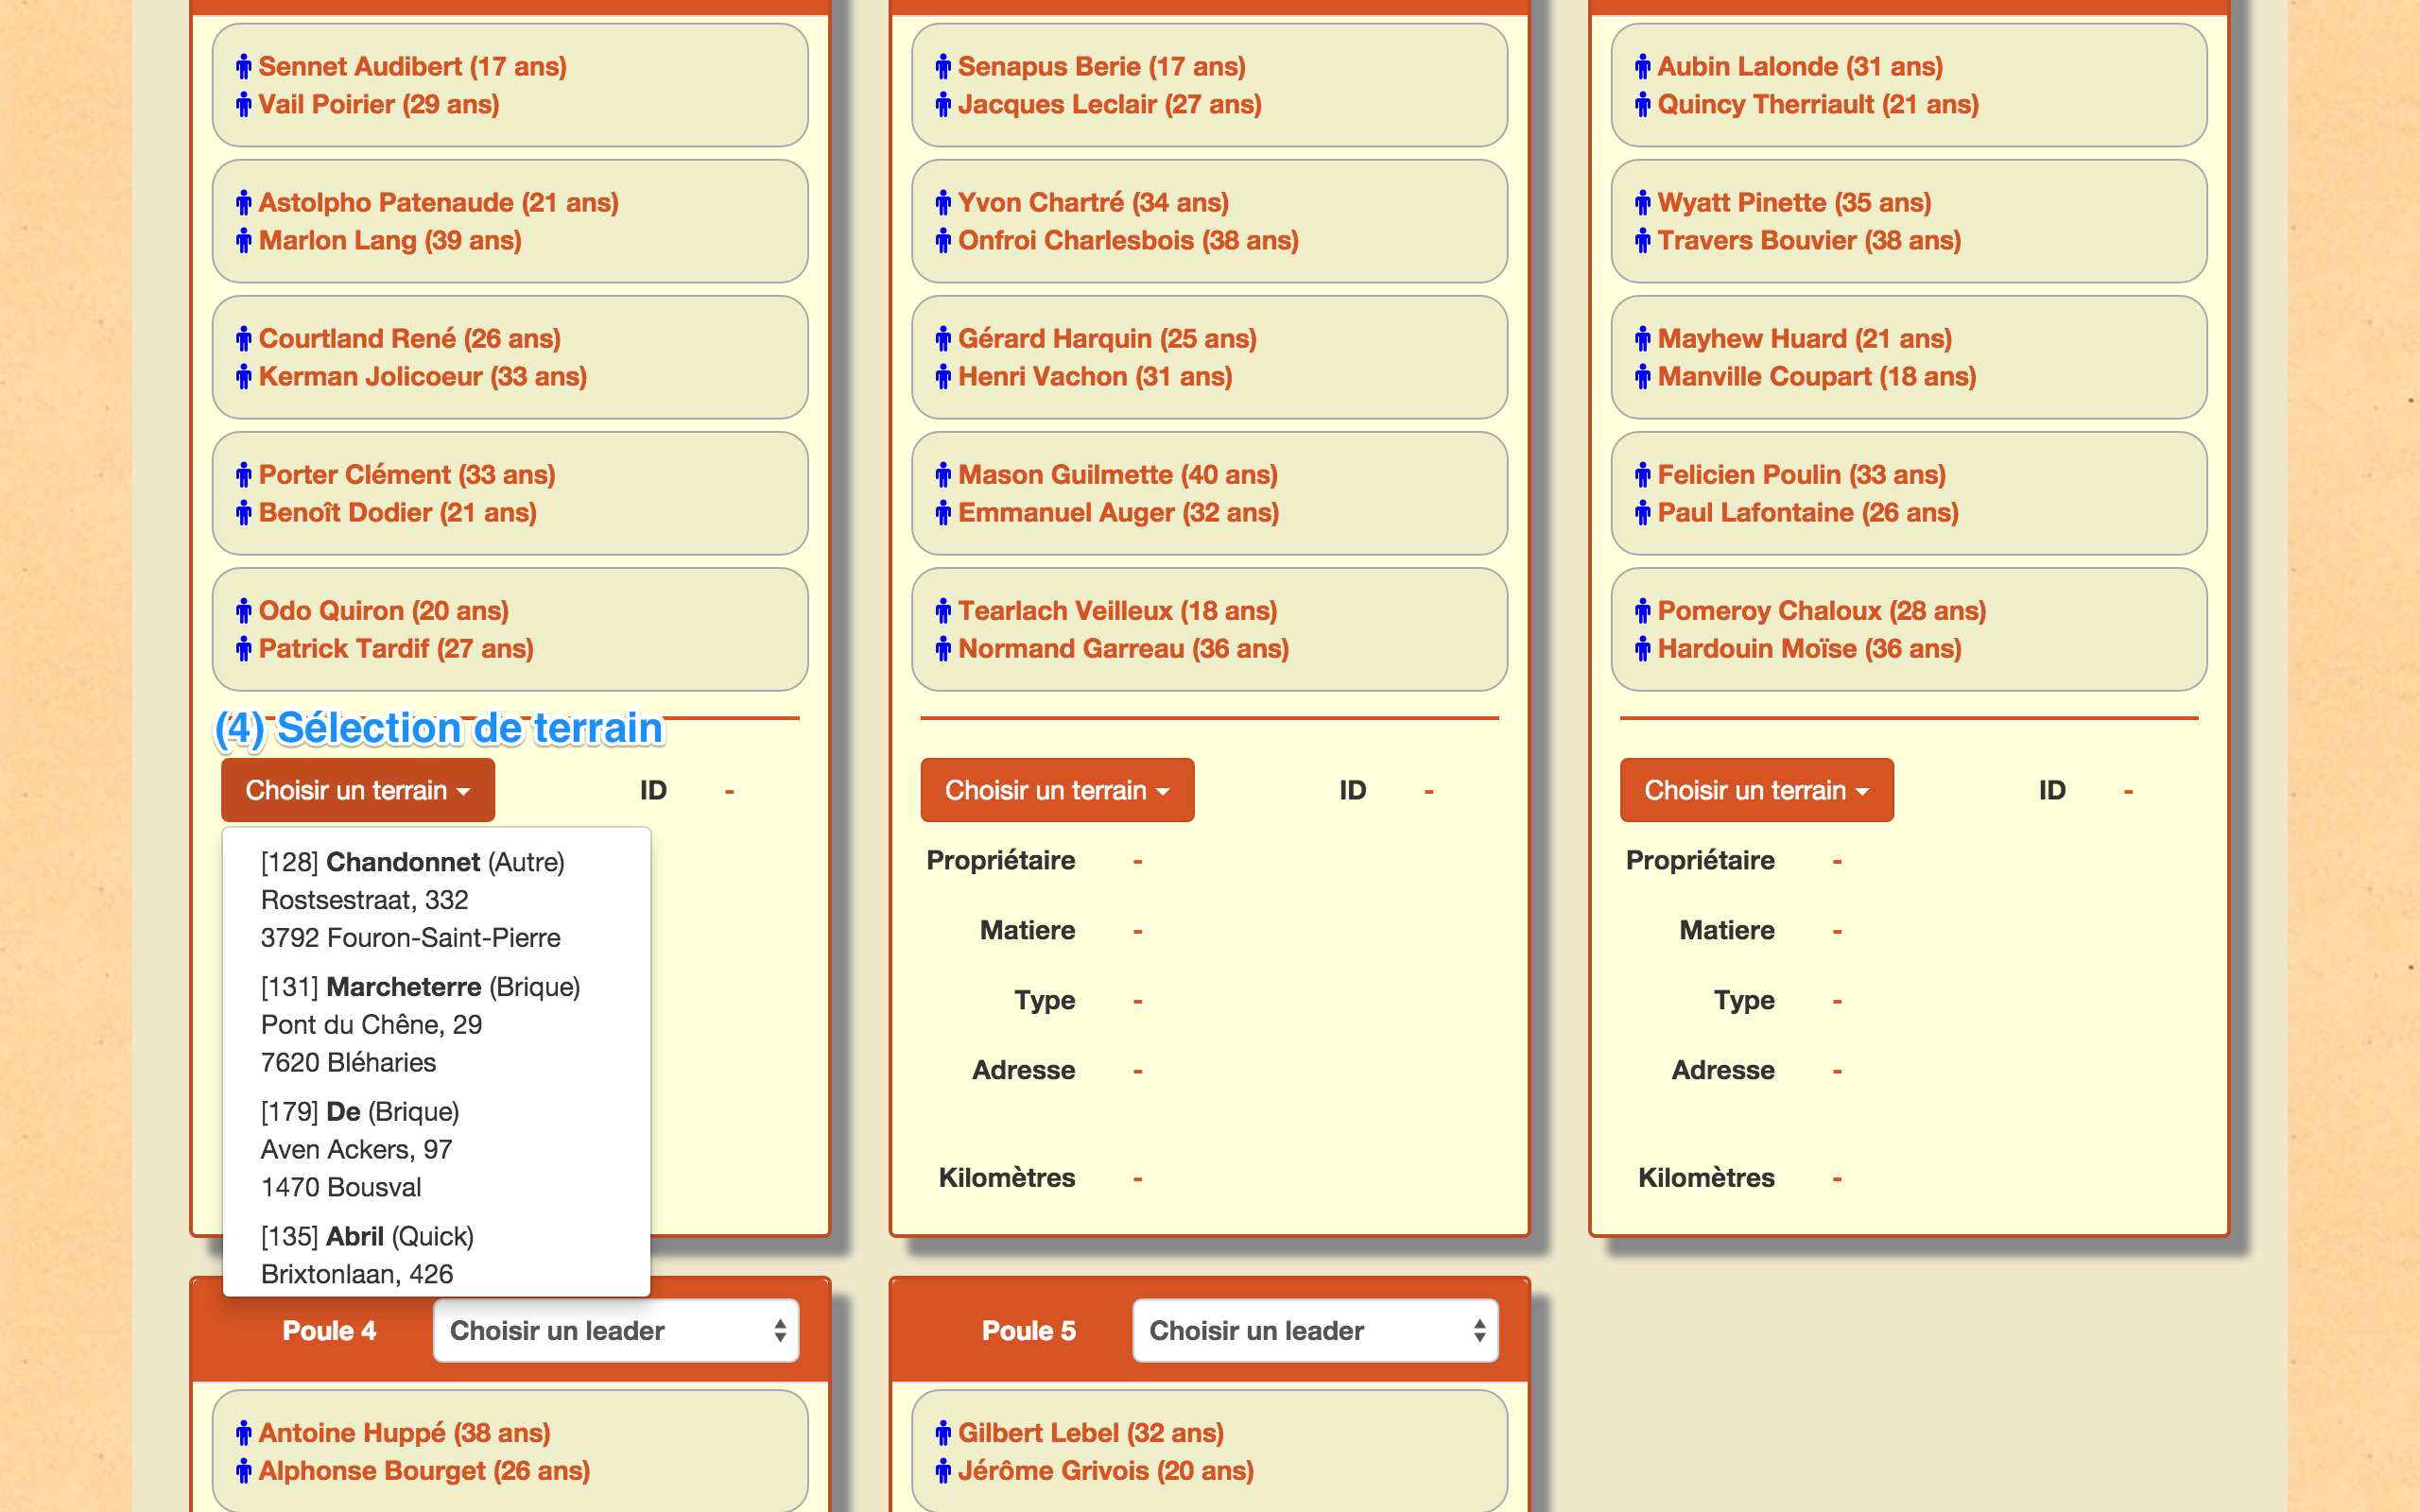 Sennet Audibert (17 ans)
Vail Poirier (29 ans)
Astolpho Patenaude (21 ans)
Marlon Lang (39 ans)
Courtland René (26 ans)
Kerman Jolicoeur (33 ans)
Porter Clément (33 ans)
Benoît Dodier (21 ans)
Odo Quiron (20 ans)
Patrick Tardif (27 ans)
(4) Sélection de terrain
Choisir un terrain
ID -
[128] Chandonnet (Autre)
Rostsestraat, 332
3792 Fouron-Saint-Pierre
[131] Marcheterre (Brique)
Pont du Chêne, 29
7620 Bléharies
[179] De (Brique)
Aven Ackers, 97
1470 Bousval
[135] Abril (Quick)
Brixtonlaan, 426
Senapus Berie (17 ans)
Jacques Leclair (27 ans)
Yvon Chartré (34 ans)
Onfroi Charlesbois (38 ans)
Gérard Harquin (25 ans)
Henri Vachon (31 ans)
Mason Guilmette (40 ans)
Emmanuel Auger (32 ans)
Tearlach Veilleux (18 ans)
Normand Garreau (36 ans)
Choisir un terrain
ID -
Propriétaire -
Matiere -
Type -
Adresse -
Kilomètres -
Aubin Lalonde (31 ans)
Quincy Therriault (21 ans)
Wyatt Pinette (35 ans)
Travers Bouvier (38 ans)
Mayhew Huard (21 ans)
Manville Coupart (18 ans)
Felicien Poulin (33 ans)
Paul Lafontaine (26 ans)
Pomeroy Chaloux (28 ans)
Hardouin Moïse (36 ans)
Choisir un terrain
ID -
Propriétaire -
Matiere -
Type -
Adresse -
Kilomètres -
Poule 4
Choisir un leader
Antoine Huppé (38 ans)
Alphonse Bourget (26 ans)
Poule 5
Choisir un leader
Gilbert Lebel (32 ans)
Jérôme Grivois (20 ans)